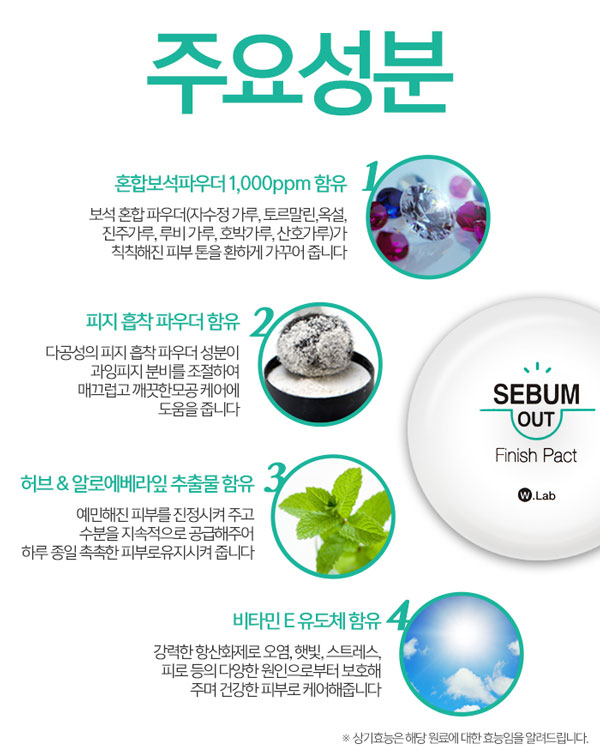 주요성분
혼합보석파우더 1,000ppm 함유
1
보석 혼합 파우더(자수정 가루, 토르말린,옥설,
진주가루, 루비 가루, 호박가루, 산호가루)가
칙칙해진 피부 톤을 환하게 가꾸어 줍니다
피지 흡착 파우더 함유
2
다공성의 피지 흡착 파우더 성분이
과잉피지 분비를 조절하여
매끄럽고 깨끗한모공 케어에
도움을 줍니다
SEBUM
OUT
Finish Pact
W.Lab
허브 & 알로에베라잎 추출물 함유
3
예민해진 피부를 진정시켜 주고
수분을 지속적으로 공급해주어
하루 종일 촉촉한 피부로유지시켜 줍니다
비타민 E 유도체 함유
4
강력한 항산화제로 오염, 햇빛, 스트레스,
피로 등의 다양한 원인으로부터 보호해
주며 건강한 피부로 케어해줍니다
※ 상기효능은 해당 원료에 대한 효능임을 알려드립니다.